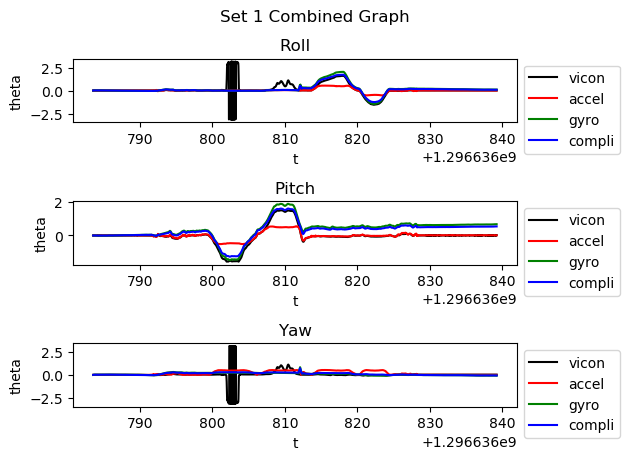 Set 1 Combined Graph
Roll
2.5
0.0
−2.5
theta
790
800
810
820
830
840
t
+1.296636e9
vicon
accel
gyro
compli
Pitch
2
0
theta
790
800
810
820
830
840
t
+1.296636e9
vicon
accel
gyro
compli
Yaw
2.5
0.0
−2.5
theta
790
800
810
820
830
840
t
+1.296636e9
vicon
accel
gyro
compli